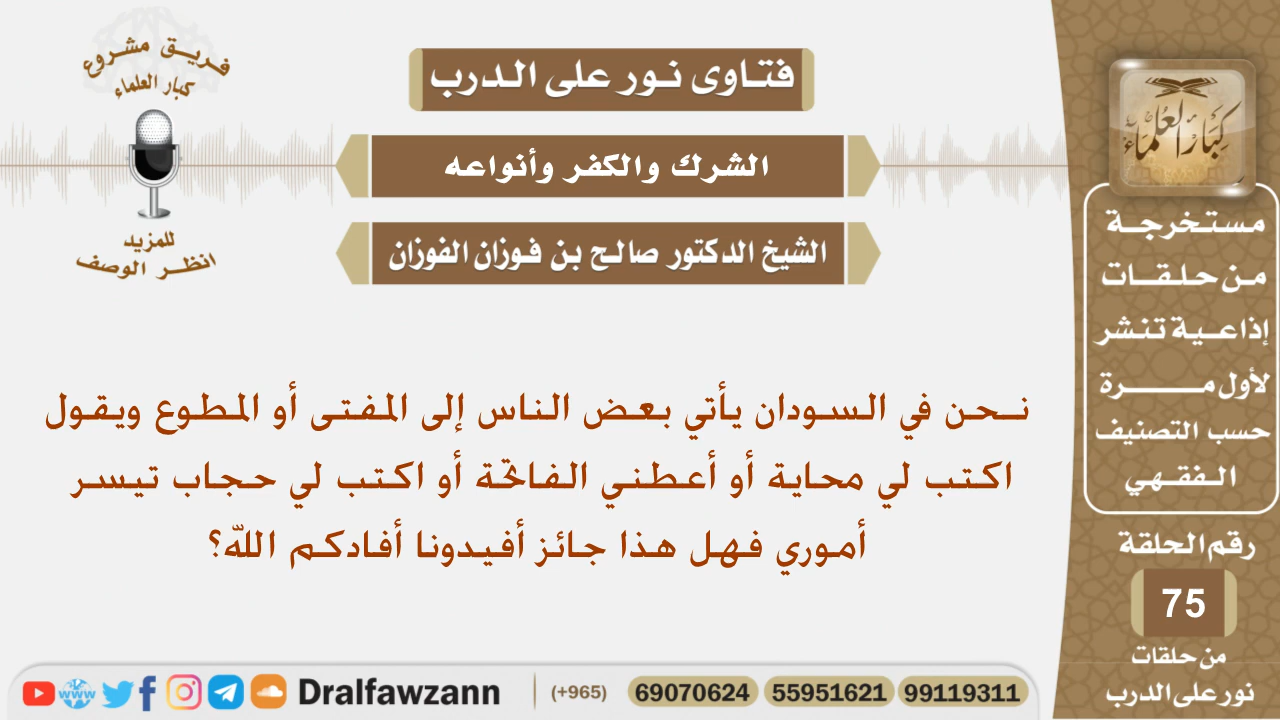 فريق مشروع
كبار العلماء
للمزيد
انظر الوصف
فتاوى نور على الدرب
الشرك والكفر وأنواعه
الشيخ الدكتور صالح بن فوزان الفوزان
كبار العلماء
مستخرجة
من حلقات
إذاعية تنشر
لأول مرة
حسب التصنيف
الفقهي
رقم الحلقة
75
من حلقات
نور على الدرب
نحن في السودان يأتي بعض الناس إلى المفتى أو المطوع ويقول
اكتب لي محاية أو أعطني الفاتحة أو اكتب لي حجاب تيسر
أموري فهل هذا جائز أفيدونا أفادكم الله؟
www
Dralfawzann
(+965) 69070624 55951621 99119311